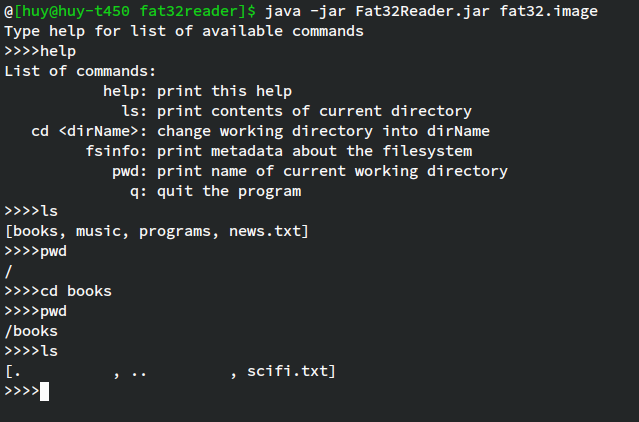 @[huy@huy-t450 fat32reader]$ java -jar Fat32Reader.jar fat32.image
Type help for list of available commands
>>>>help
List of commands:
           help: print this help
             ls: print contents of current directory
   cd <dirName>: change working directory into dirName
         fsinfo: print metadata about the filesystem
            pwd: print name of current working directory
              q: quit the program
>>>>ls
[books, music, programs, news.txt]
>>>>pwd
/
>>>>cd books
>>>>pwd
/books
>>>>ls
[.          , ..         , scifi.txt]
>>>>